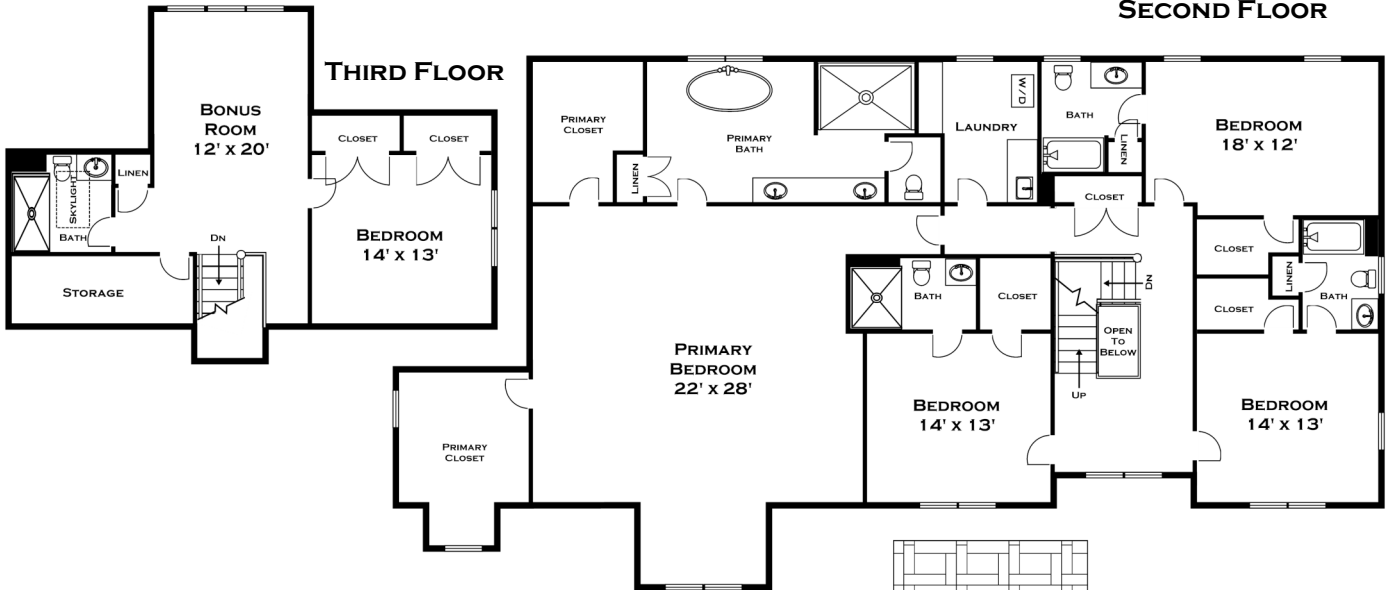 SECOND FLOOR
THIRD FLOOR
BONUS
ROOM
12' x 20'
CLOSET
CLOSET
LINEN
SKYLIGHT
BATH
DN
BEDROOM
14' x 13'
STORAGE
PRIMARY
CLOSET
PRIMARY
BATH
LINEN
LAUNDRY
W/D
BATH
LINEN
BEDROOM
18' x 12'
CLOSET
CLOSET
LINEN
BATH
CLOSET
BATH
CLOSET
DN
OPEN
TO
BELOW
UP
PRIMARY
BEDROOM
22' x 28'
BEDROOM
14' x 13'
BEDROOM
14' x 13'
PRIMARY
CLOSET